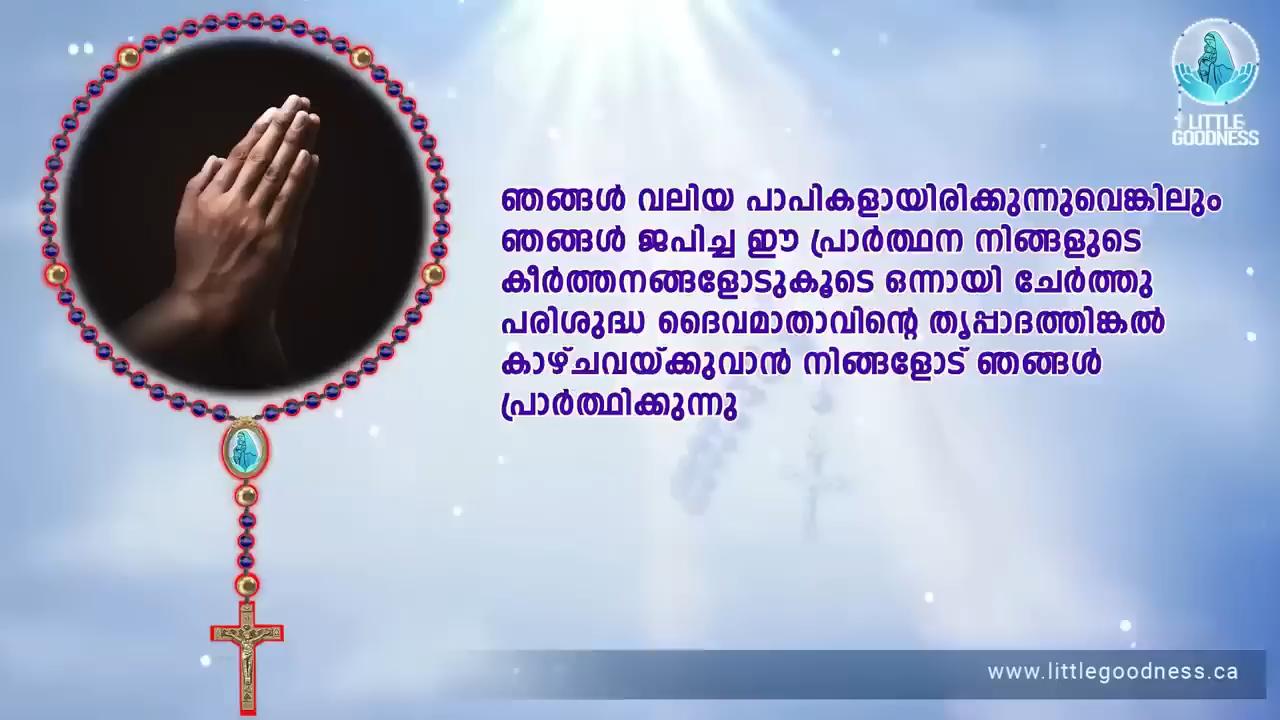 LITTLE
GOODNESS
ഞങ്ങൾ വലിയ പാപികളായിരിക്കുന്നുവെങ്കിലും
ഞങ്ങൾ ജപിച്ച ഈ പ്രാർത്ഥന നിങ്ങളുടെ
കീർത്തനങ്ങളോടുകൂടെ ഒന്നായി ചേർത്തു
പരിശുദ്ധ ദൈവമാതാവിന്റെ തൃപ്പാദത്തിങ്കൽ
കാഴ്ചവയ്ക്കുവാൻ നിങ്ങളോട് ഞങ്ങൾ
പ്രാർത്ഥിക്കുന്നു
www.littlegoodness.ca